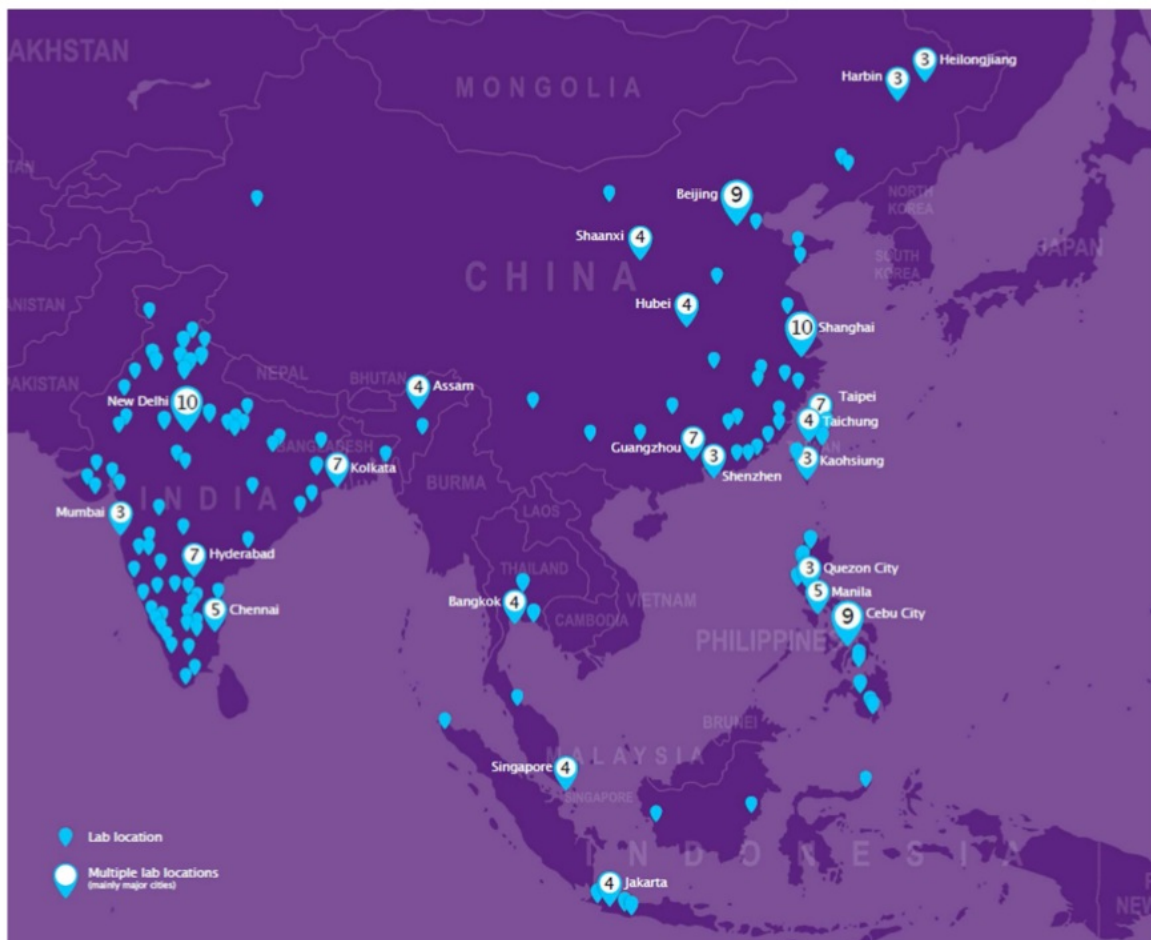 AKHSTAN
MONGOLIA
3 Heilongjiang
Harbin 3
TAN
NORTH
KOREA
Beijing 9
Shaanxi 4
SOUTH
KOREA
JAPAN
CHINA
ANISTAN
Hubei 4
10 Shanghai
PAKISTAN
NEPAL
BHUTAN
4 Assam
New Delhi 10
7 Taipei
4 Taichung
BANGLADESH
Guangzhou 7
3 Shenzhen
3 Kaohsiung
7 Kolkata
BURMA
INDIA
LAOS
Mumbai 3
7 Hyderabad
THAILAND
3 Quezon City
Bangkok 4
VIETNAM
5 Manila
5 Chennai
CAMBODIA
9 Cebu City
PHILIPPINES
BRUNEI
MALAYSIA
Singapore 4
SINGAPORE
Lab location
INDONESIA
Multiple lab locations
(mainly major cities)
4 Jakarta
NEW